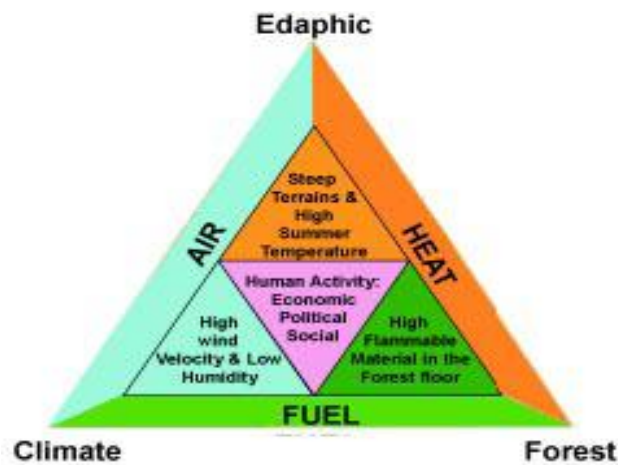 Edaphic
AIR
HEAT
Steep
Terrains &
High
Summer
Temperature
Human Activity:
Economic
Political
Social
High
wind
Velocity & Low
Humidity
High
Flammable
Material in the
Forest floor
FUEL
Climate
Forest